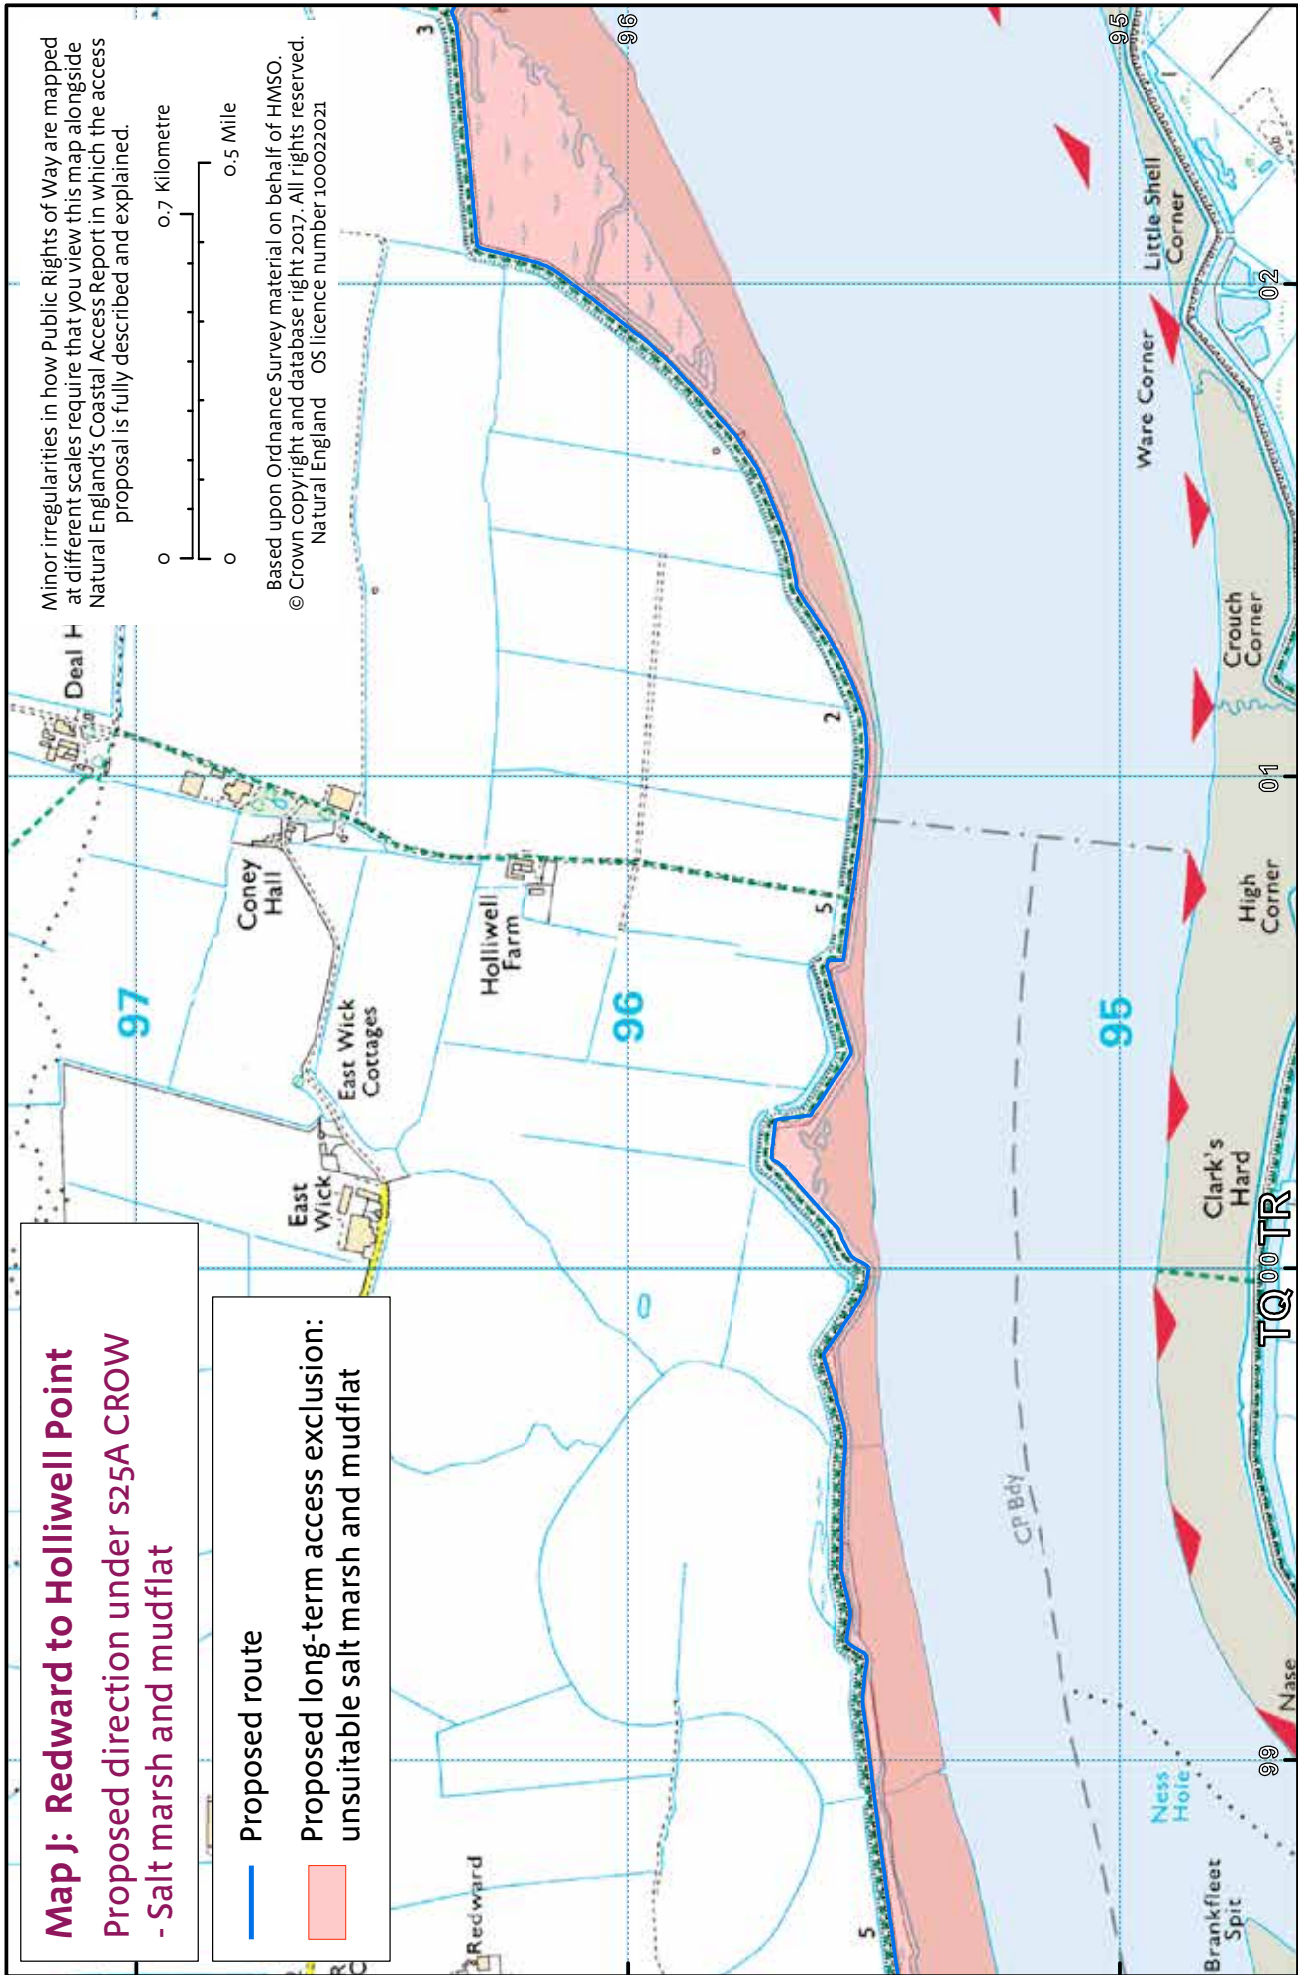 Map J: Redward to Holliwell Point
Proposed direction under s25A CROW
- Salt marsh and mudflat
Proposed route
Proposed long-term access exclusion:
unsuitable salt marsh and mudflat
Minor irregularities in how Public Rights of Way are mapped
at different scales require that you view this map alongside
Natural England's Coastal Access Report in which the access
proposal is fully described and explained.
0 0.7 Kilometre
0 0.5 Mile
Based upon Ordnance Survey material on behalf of HMSO.
© Crown copyright and database right 2017. All rights reserved.
Natural England OS licence number 100022021
Deal H
97
Coney
Hall
East Wick
Cottages
East
Wick
Holliwell
Farm
Redward
96
96
3
2
5
5
95
95
CP Bdy
Ness
Hole
Brankfleet
Spit
Nase
Clark's
Hard
High
Corner
Crouch
Corner
Ware Corner
Little Shell
Corner
99
TQ 00 TR
01
02